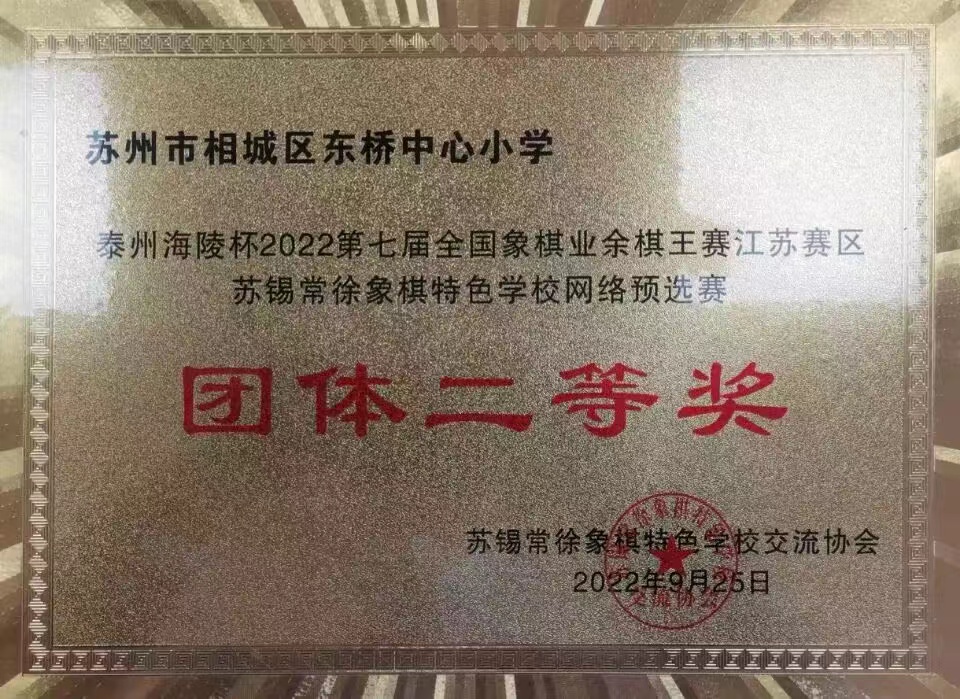 苏州市相城区东桥中心小学
泰州海陵杯2022第七届全国象棋业余棋王赛江苏赛区
苏锡常徐象棋特色学校网络预选赛
团体二等奖
苏锡常徐象棋特色学校交流协会
2022年9月25日
交流协会